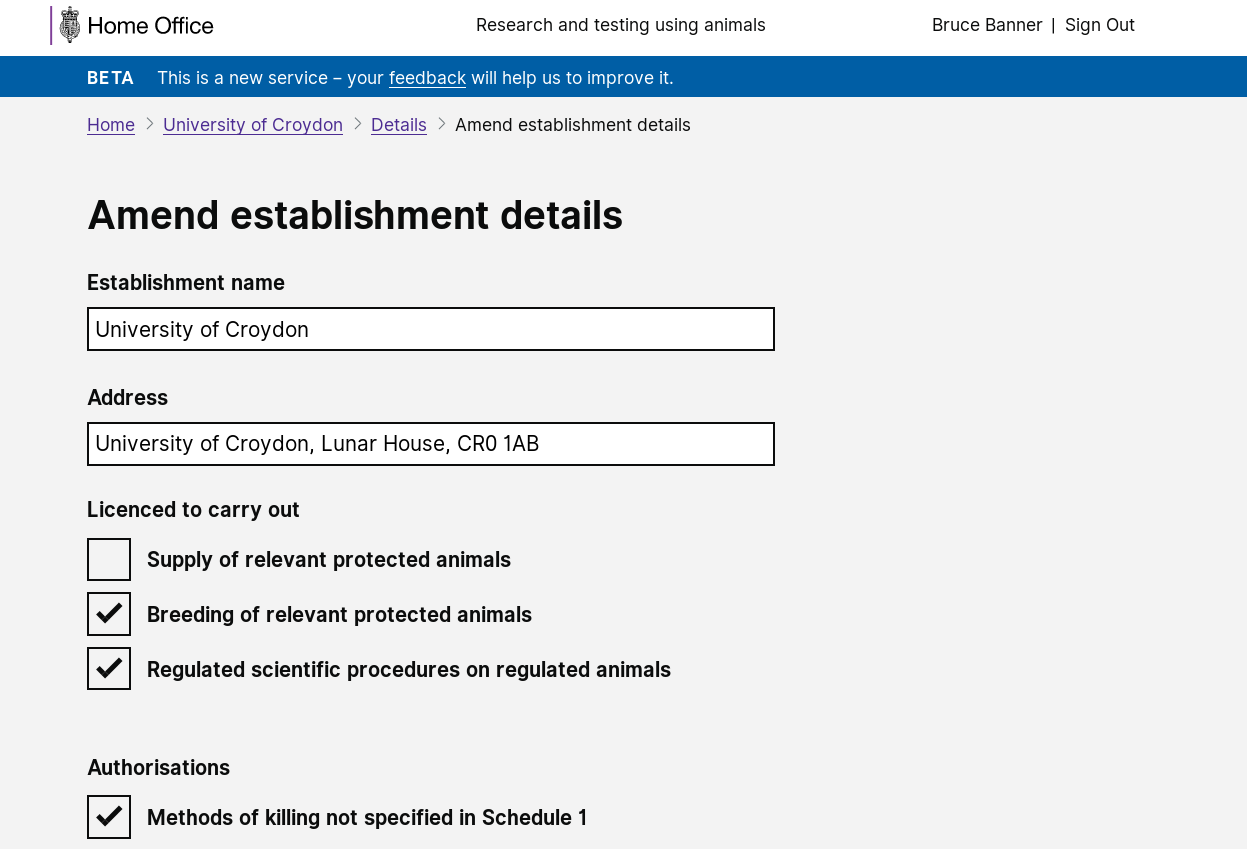 Home Office
Research and testing using animals
Bruce Banner | Sign Out
BETA This is a new service – your feedback will help us to improve it.
Home > University of Croydon > Details > Amend establishment details
Amend establishment details
Establishment name
University of Croydon
Address
University of Croydon, Lunar House, CR0 1AB
Licenced to carry out
Supply of relevant protected animals
Breeding of relevant protected animals
Regulated scientific procedures on regulated animals
Authorisations
Methods of killing not specified in Schedule 1